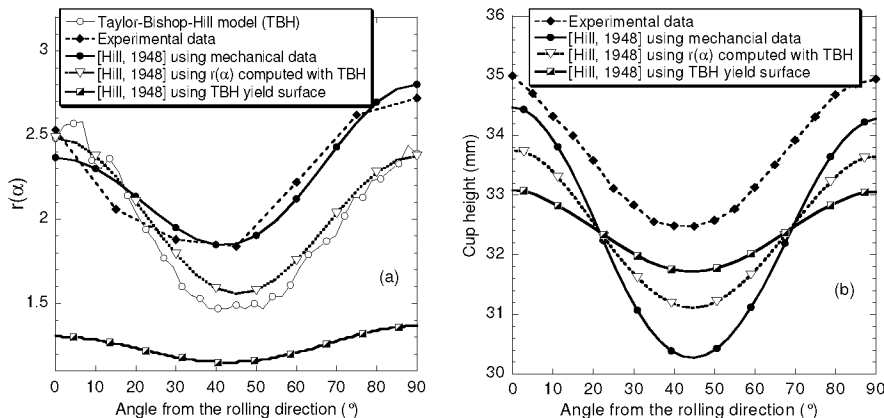 Taylor-Bishop-Hill model (TBH)
Experimental data
[Hill, 1948] using mechanical data
[Hill, 1948] using r(α) computed with TBH
[Hill, 1948] using TBH yield surface
3
2.5
2
1.5
r(α)
(a)
0 10 20 30 40 50 60 70 80 90
Angle from the rolling direction (°)
Experimental data
[Hill, 1948] using mechancial data
[Hill, 1948] using r(α) computed with TBH
[Hill, 1948] using TBH yield surface
36
35
34
33
32
31
30
Cup height (mm)
(b)
0 10 20 30 40 50 60 70 80 90
Angle from the rolling direction (°)